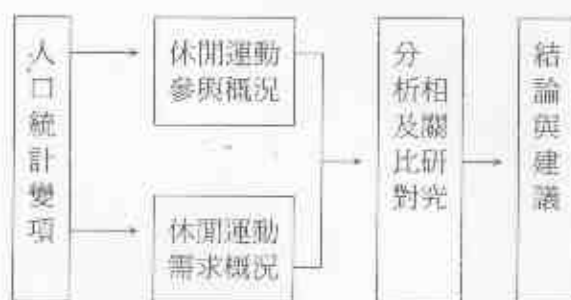 人口統計變項
休閒運動
參與概況
休閒運動
需求概況
相關研究
分析及比對
結論與建議